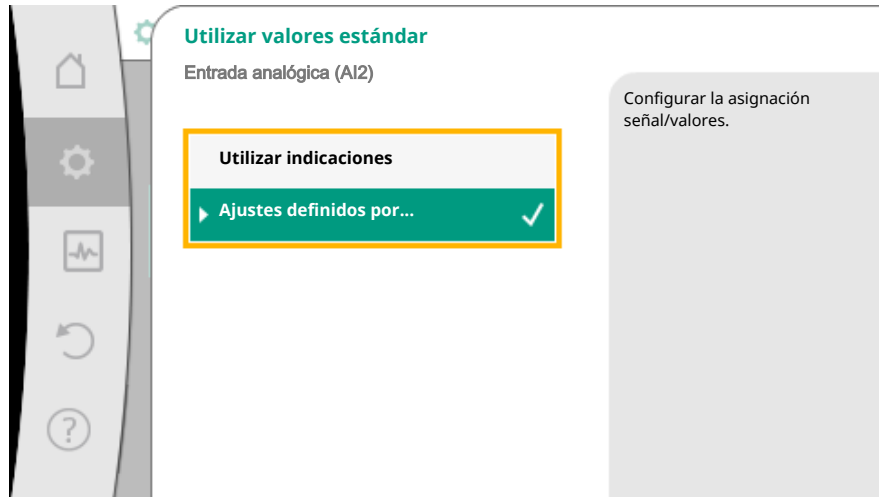 Utilizar valores estándar
Entrada analógica (AI2)
Configurar la asignación
señal/valores.
Utilizar indicaciones
Ajustes definidos por...
?